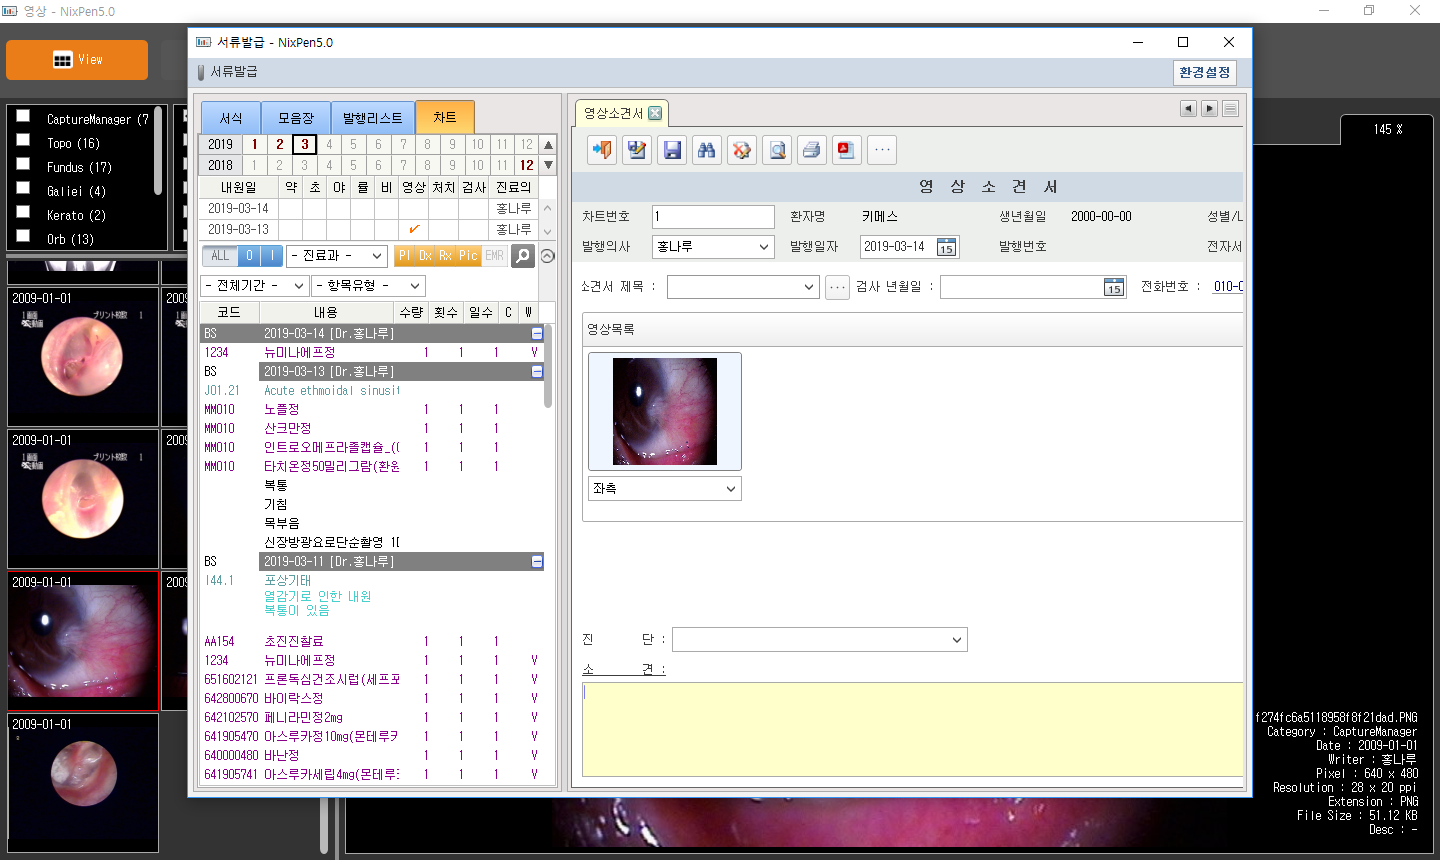 영상 - NixPen5.0
View
서류발급 - NixPen5.0
서류발급
환경설정
CaptureManager (7
Topo (16)
Fundus (17)
Galiei (4)
Kerato (2)
Orb (13)
2009-01-01
プリント枚数 1
2009-01-01
プリント枚数 1
2009-01-01
2009-01-01
서식 모음장 발행리스트 차트
2019 1 2 3 4 5 6 7 8 9 10 11 12
2018 1 2 3 4 5 6 7 8 9 10 11 12
내원일 약 초 야 률 비 영상 처치 검사 진료의
2019-03-14 홍나루
2019-03-13 홍나루
ALL O I - 진료과 - PI Dx Rx Pic EMR
- 전체기간 - - 항목유형 -
코드 내용 수량 횟수 일수 C W
BS 2019-03-14 [Dr.홍나루]
1234 뉴미나에프정 1 1 1 Y
BS 2019-03-13 [Dr.홍나루]
J01.21 Acute ethmoidal sinusit
MM010 노플정 1 1 1
MM010 산크만정 1 1 1
MM010 인트로오메프라졸캡슐_(( 1 1 1
MM010 타치온정50밀리그람(환원 1 1 1
복통
기침
목부음
신장방광요로단순촬영 1[
BS 2019-03-11 [Dr.홍나루]
I44.1 포상기태
열감기로 인한 내원
복통이 있음
AA154 초진진찰료 1 1 1
1234 뉴미나에프정 1 1 1 Y
651602121 프론독심건조시럽(세프포 1 1 1 Y
642800670 바이락스정 1 1 1 Y
642102570 페니라민정2mg 1 1 1 Y
641905470 아스루카정10mg(몬테루카 1 1 1 Y
640000480 바난정 1 1 1 Y
641905741 아스루카세립4mg(몬테루: 1 1 1 Y
영상소견서
영 상 소 견 서
차트번호 1 환자명 키메스 생년월일 2000-00-00 성별/L
발행의사 홍나루 발행일자 2019-03-14 15 발행번호 전자서
소견서 제목 : ... 검사 년월일 : 15 전화번호 : 010-0
영상목록
좌측
진 단 :
소 견 :
145 %
f274fc6a5118958f8f21dad.PNG
Category : CaptureManager
Date : 2009-01-01
Writer : 홍나루
Pixel : 640 x 480
Resolution : 28 x 20 ppi
Extension : PNG
File Size : 51.12 KB
Desc : -